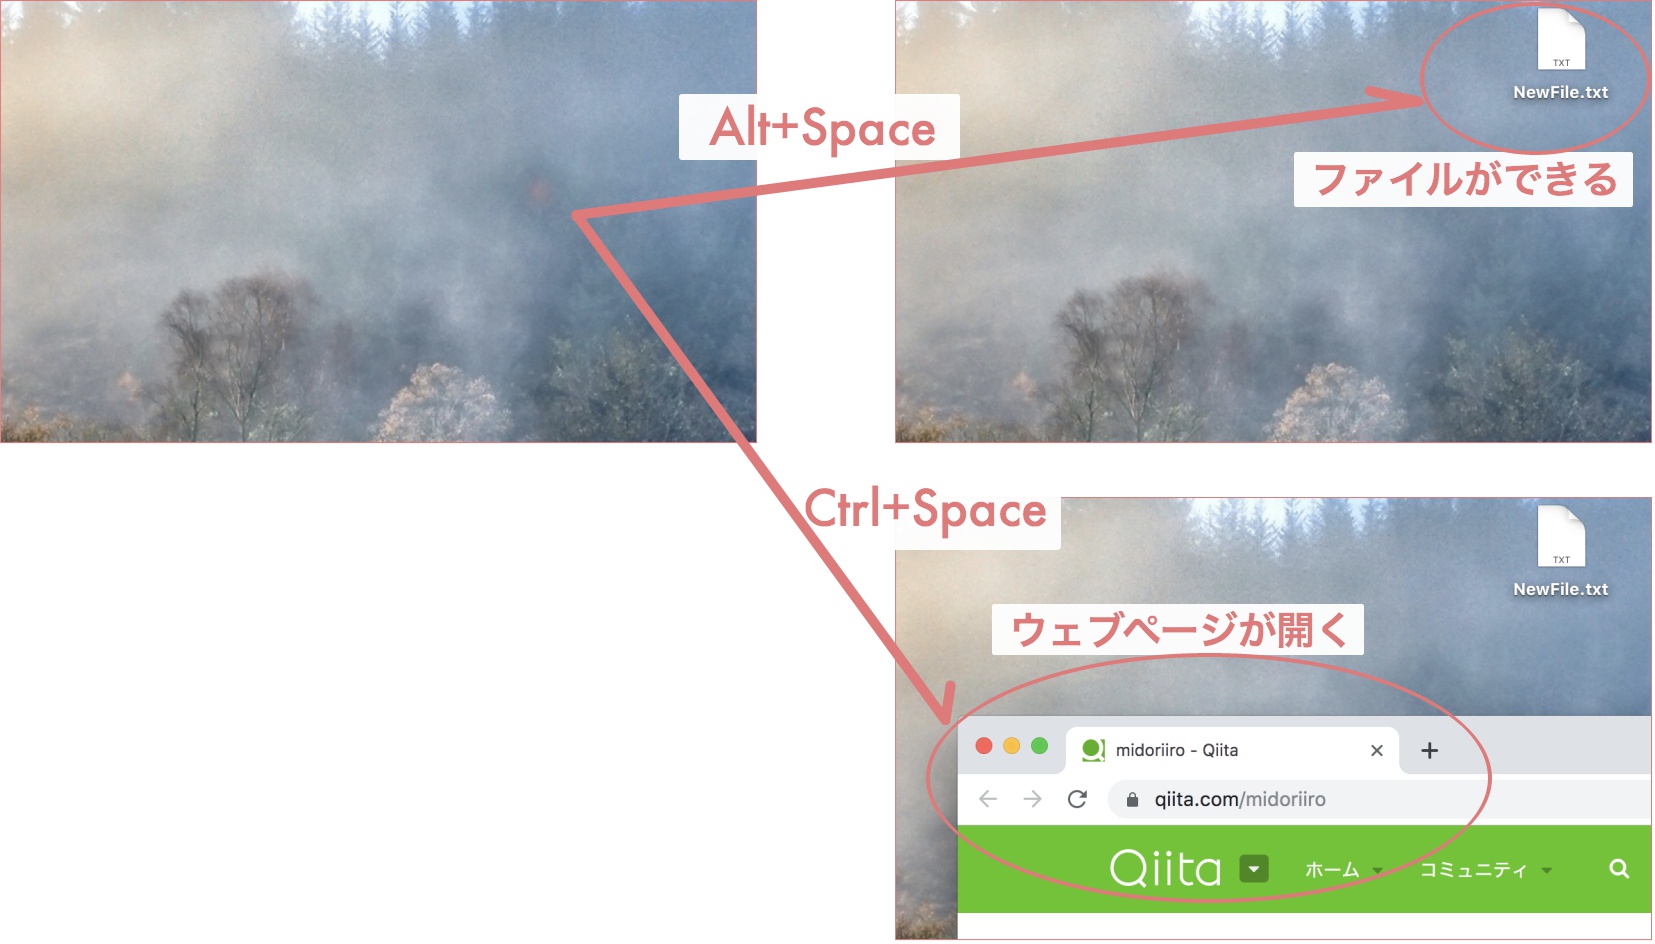 Alt+Space
TXT
NewFile.txt
ファイルができる
Ctrl+Space
TXT
NewFile.txt
ウェブページが開く
midoriiro - Qiita
qiita.com/midoriiro
Qiita ホーム コミュニティ